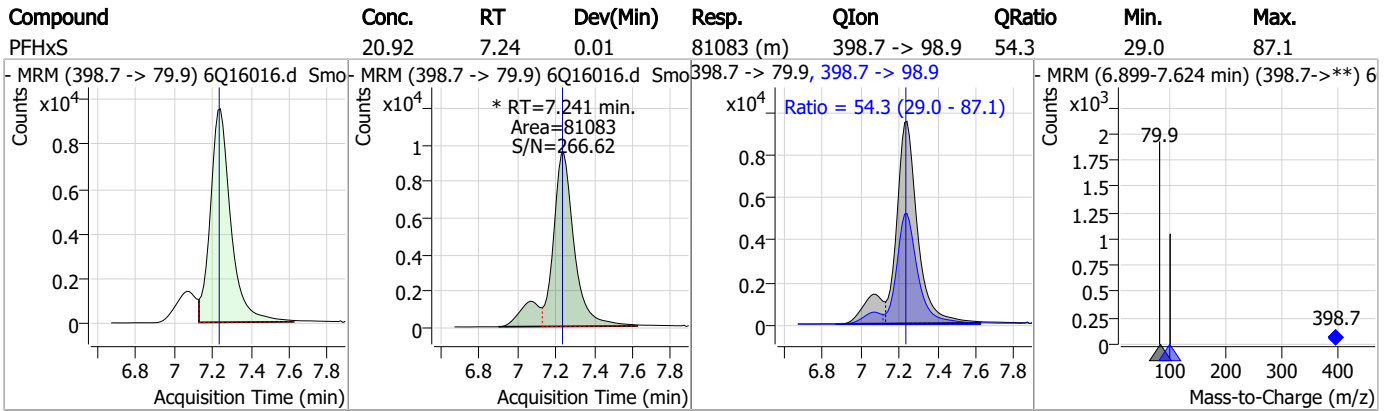 Compound Conc. RT Dev(Min) Resp. QIon QRatio Min. Max.
PFHxS 20.92 7.24 0.01 81083 (m) 398.7 -> 98.9 54.3 29.0 87.1
- MRM (398.7 -> 79.9) 6Q16016.d Smo
Counts
x10⁴
0.8
0.6
0.4
0.2
0
6.8 7 7.2 7.4 7.6 7.8
Acquisition Time (min)
- MRM (398.7 -> 79.9) 6Q16016.d Smo
Counts
x10⁴
* RT=7.241 min.
Area=81083
S/N=266.62
1
0.8
0.6
0.4
0.2
0
6.8 7 7.2 7.4 7.6 7.8
Acquisition Time (min)
398.7 -> 79.9, 398.7 -> 98.9
x10⁴
Ratio = 54.3 (29.0 - 87.1)
0.8
0.6
0.4
0.2
0
6.8 7 7.2 7.4 7.6 7.8
Acquisition Time (min)
- MRM (6.899-7.624 min) (398.7->**) 6
Counts
x10³
79.9
2
1.75
1.5
1.25
1
0.75
0.5
0.25
0
398.7
100 200 300 400
Mass-to-Charge (m/z)